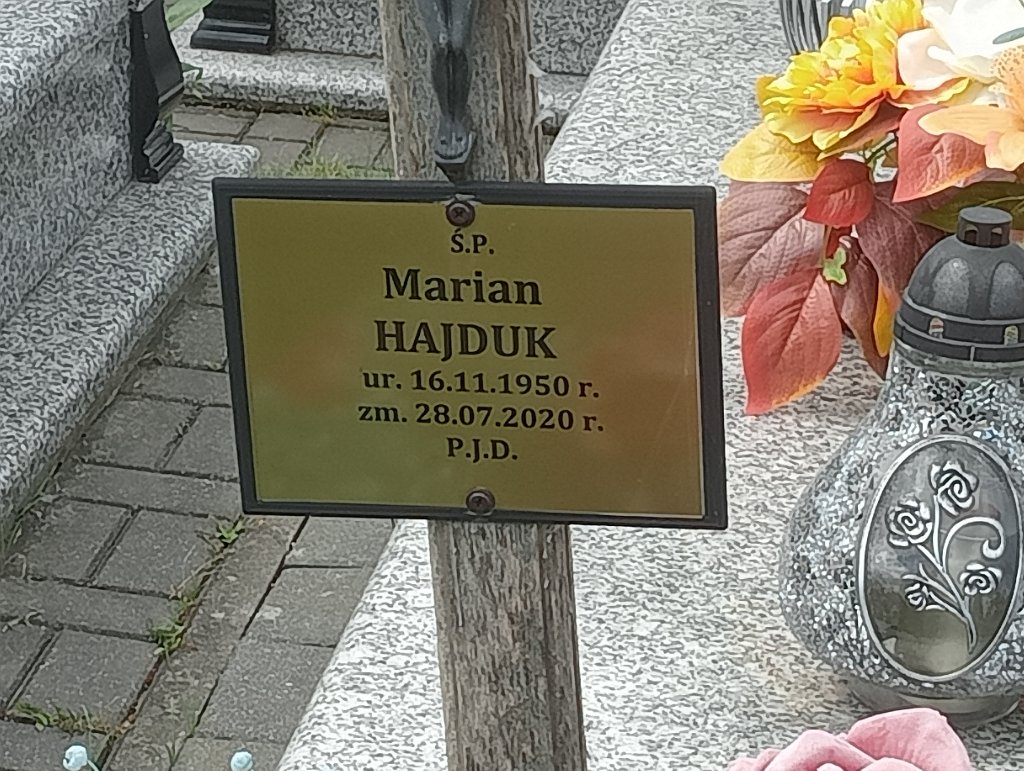 Ś.P.
Marian
HAJDUK
ur. 16.11.1950 r.
zm. 28.07.2020 r.
P.J.D.